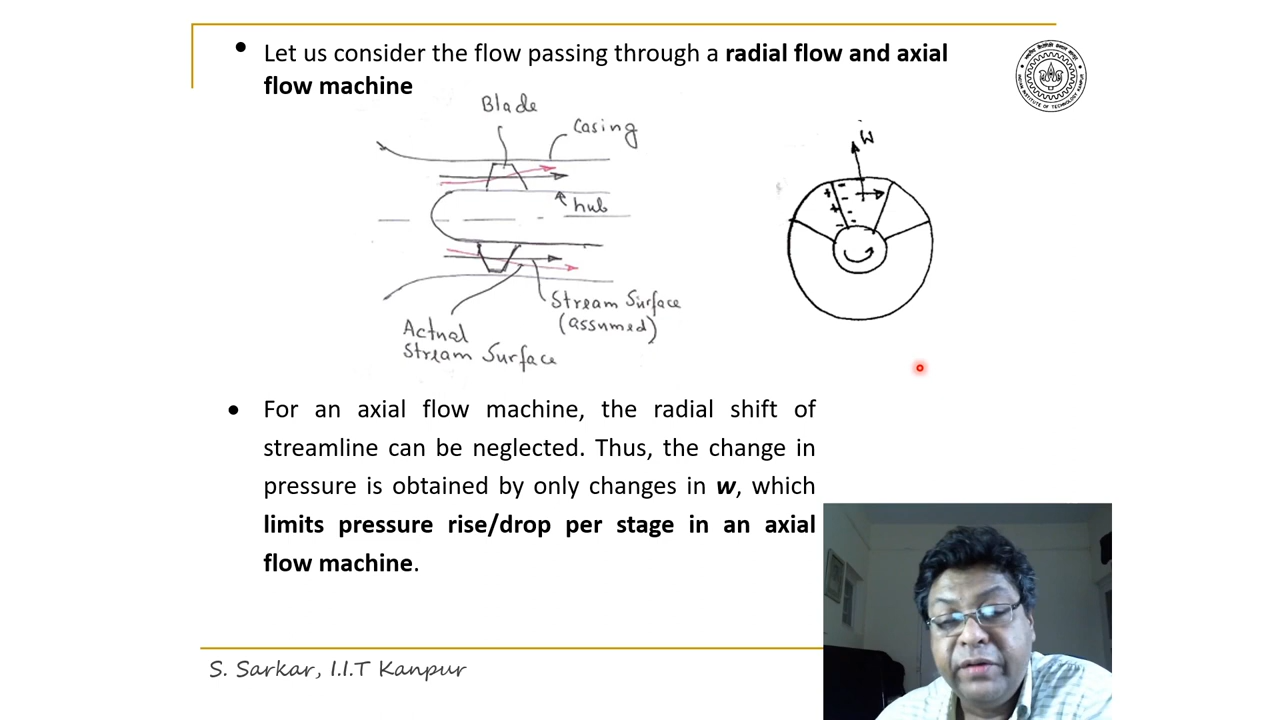 • Let us consider the flow passing through a radial flow and axial
flow machine
Blade
Casing
hub
Stream Surface
(assumed)
Actual
Stream Surface
W
• For an axial flow machine, the radial shift of
streamline can be neglected. Thus, the change in
pressure is obtained by only changes in w, which
limits pressure rise/drop per stage in an axial
flow machine.
S. Sarkar, I.I.T Kanpur